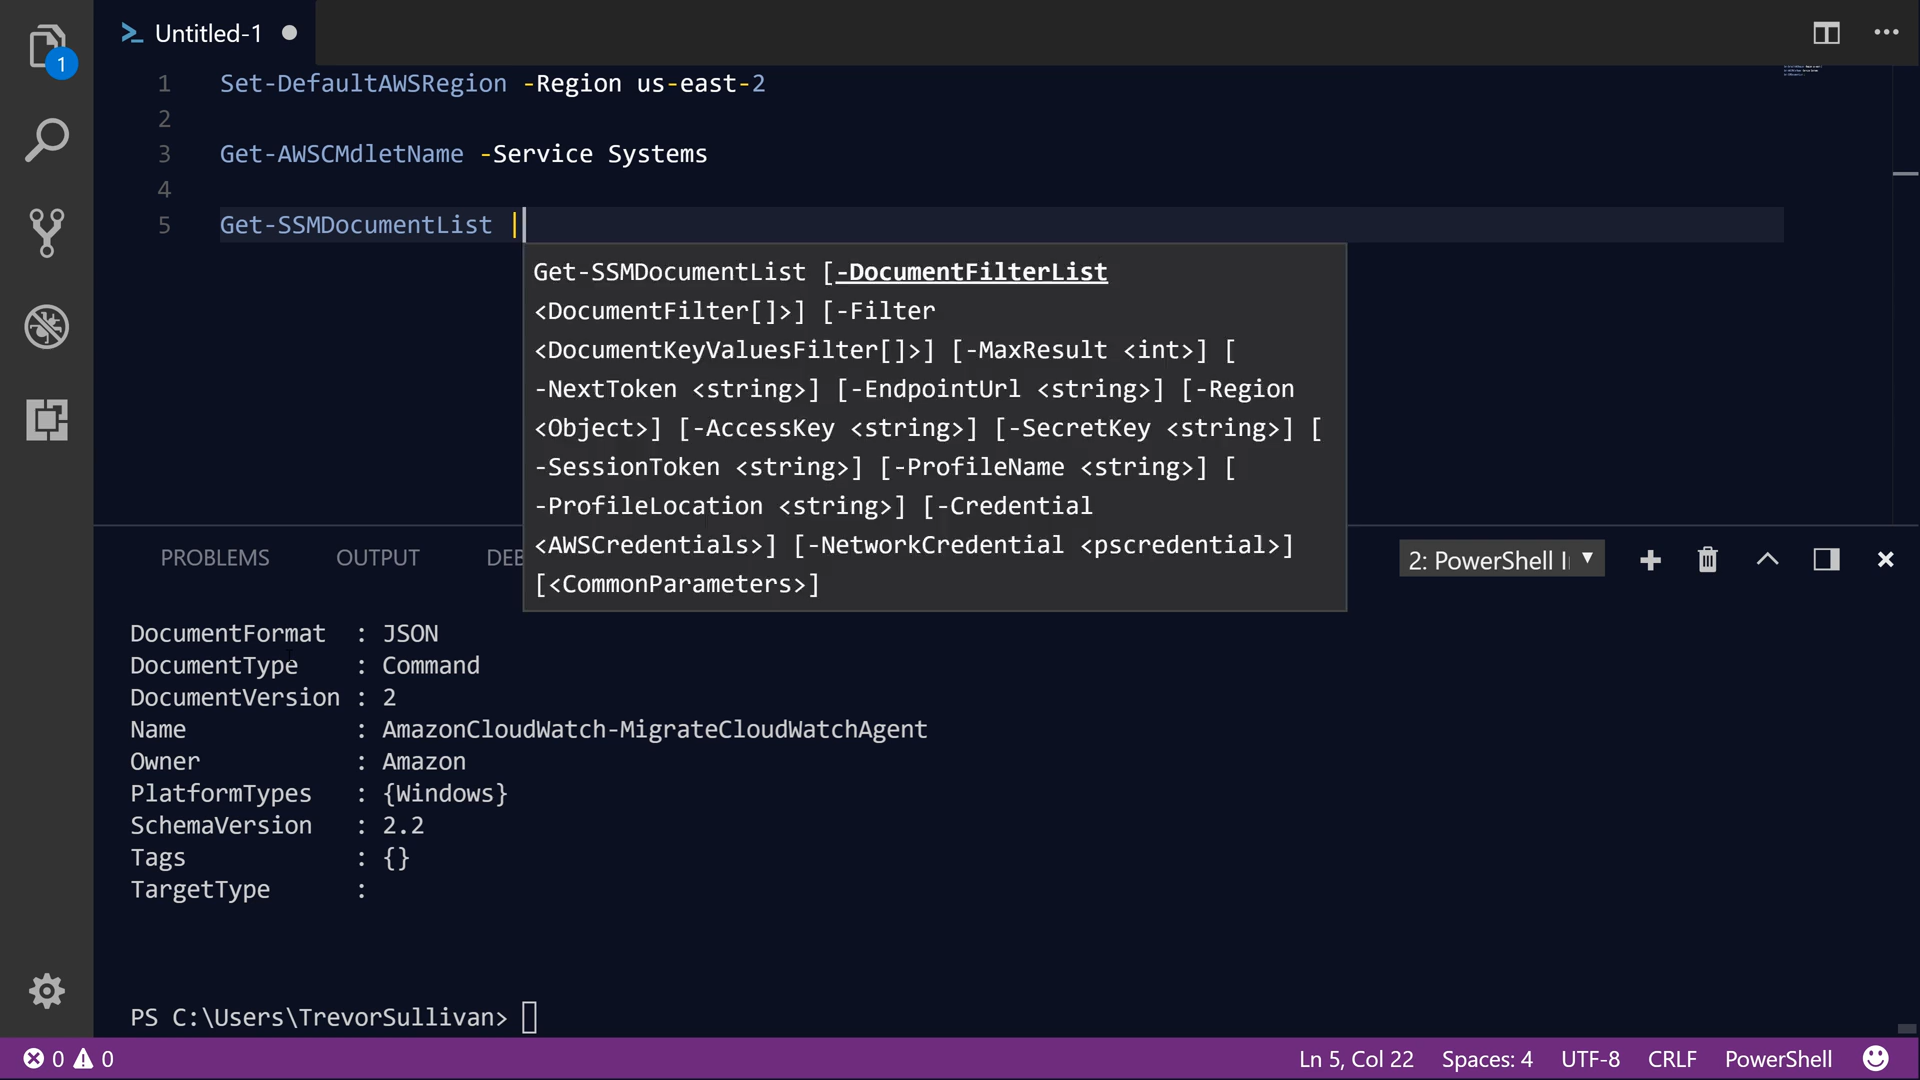 1
Untitled-1
1 Set-DefaultAWSRegion -Region us-east-2
2
3 Get-AWSCMdletName -Service Systems
4
5 Get-SSMDocumentList |
Get-SSMDocumentList [-DocumentFilterList
<DocumentFilter[]>] [-Filter
<DocumentKeyValuesFilter[]>] [-MaxResult <int>] [
-NextToken <string>] [-EndpointUrl <string>] [-Region
<Object>] [-AccessKey <string>] [-SecretKey <string>] [
-SessionToken <string>] [-ProfileName <string>] [
-ProfileLocation <string>] [-Credential
<AWSCredentials>] [-NetworkCredential <pscredential>]
[<CommonParameters>]
PROBLEMS OUTPUT DEB 2: PowerShell I
DocumentFormat : JSON
DocumentType : Command
DocumentVersion : 2
Name : AmazonCloudWatch-MigrateCloudWatchAgent
Owner : Amazon
PlatformTypes : {Windows}
SchemaVersion : 2.2
Tags : {}
TargetType :
PS C:\Users\TrevorSullivan>
0 0 Ln 5, Col 22 Spaces: 4 UTF-8 CRLF PowerShell